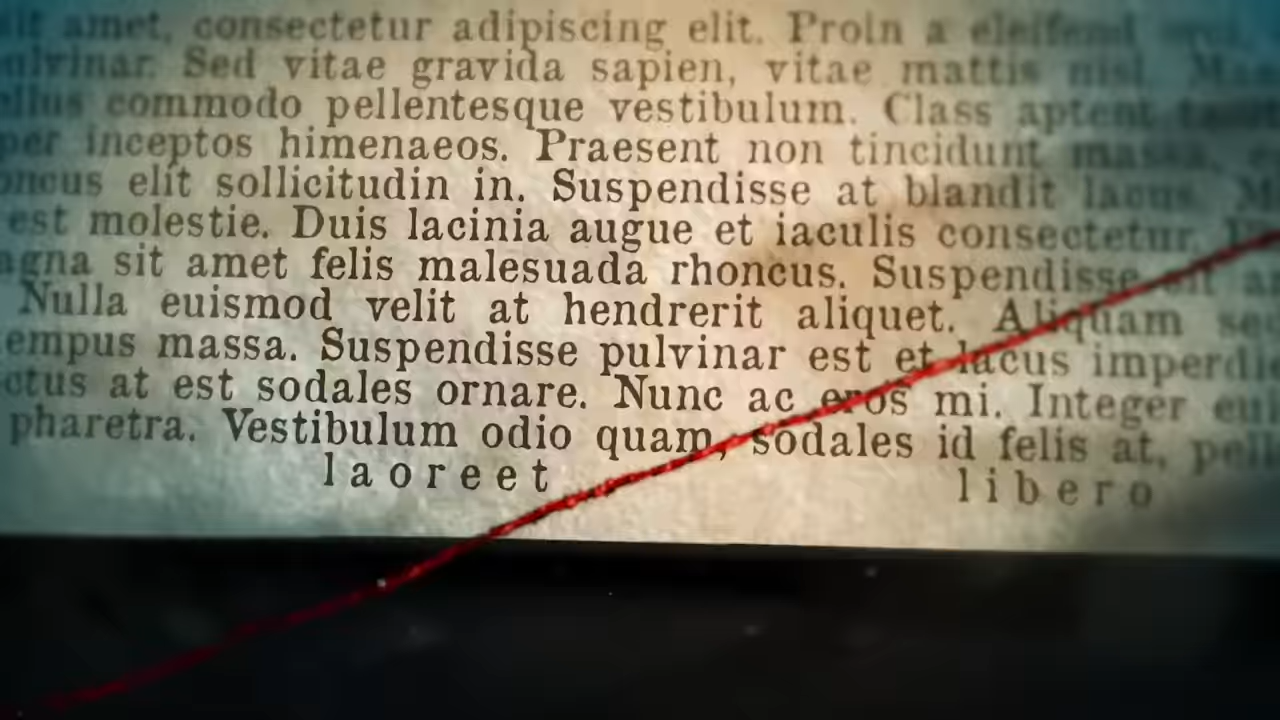 amet, consectetur adipiscing elit. Proin a eleifend
Sed vitae gravida sapien, vitae mattis nisl.
commodo pellentesque vestibulum. Class aptent
inceptos himenaeos. Praesent non tincidunt massa,
elit sollicitudin in. Suspendisse at blandit lacus.
est molestie. Duis lacinia augue et iaculis consectetur.
sit amet felis malesuada rhoncus. Suspendisse
Nulla euismod velit at hendrerit aliquet. Aliquam
massa. Suspendisse pulvinar est et lacus
at est sodales ornare. Nunc ac eros mi. Integer
pharetra. Vestibulum odio quam, sodales id felis at,
laoreet libero